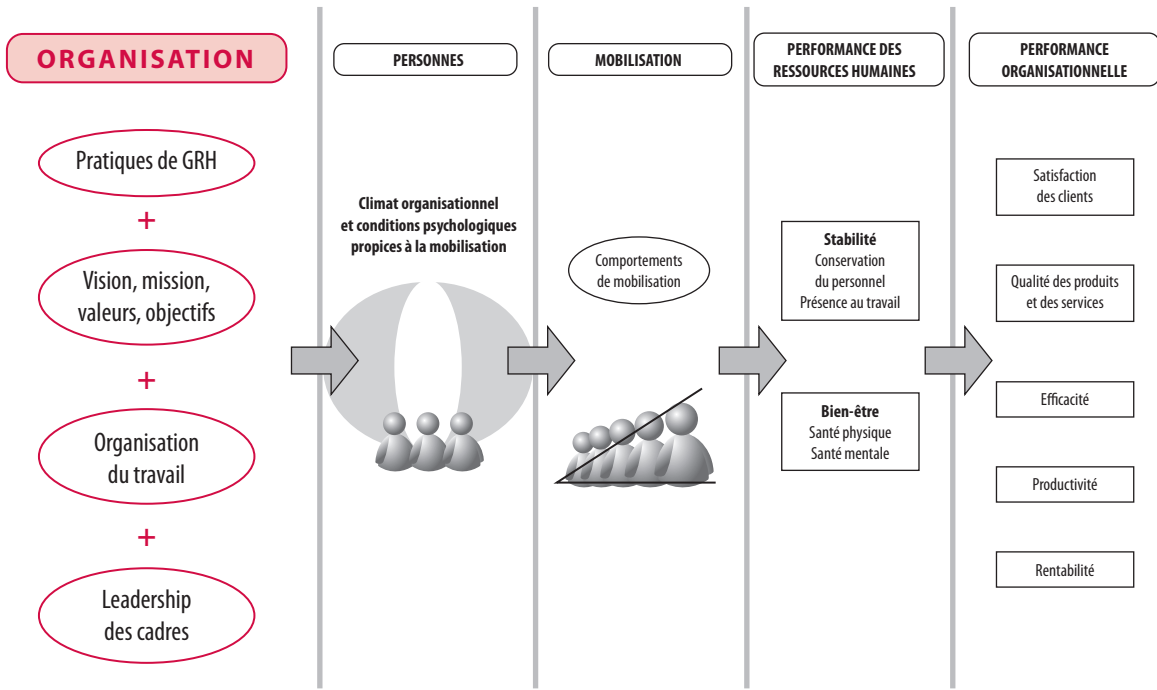 ORGANISATION
Pratiques de GRH
+
Vision, mission,
valeurs, objectifs
+
Organisation
du travail
+
Leadership
des cadres
PERSONNES
Climat organisationnel
et conditions psychologiques
propices à la mobilisation
MOBILISATION
Comportements
de mobilisation
PERFORMANCE DES
RESSOURCES HUMAINES
Stabilité
Conservation
du personnel
Présence au travail
Bien-être
Santé physique
Santé mentale
PERFORMANCE
ORGANISATIONNELLE
Satisfaction
des clients
Qualité des produits
et des services
Efficacité
Productivité
Rentabilité